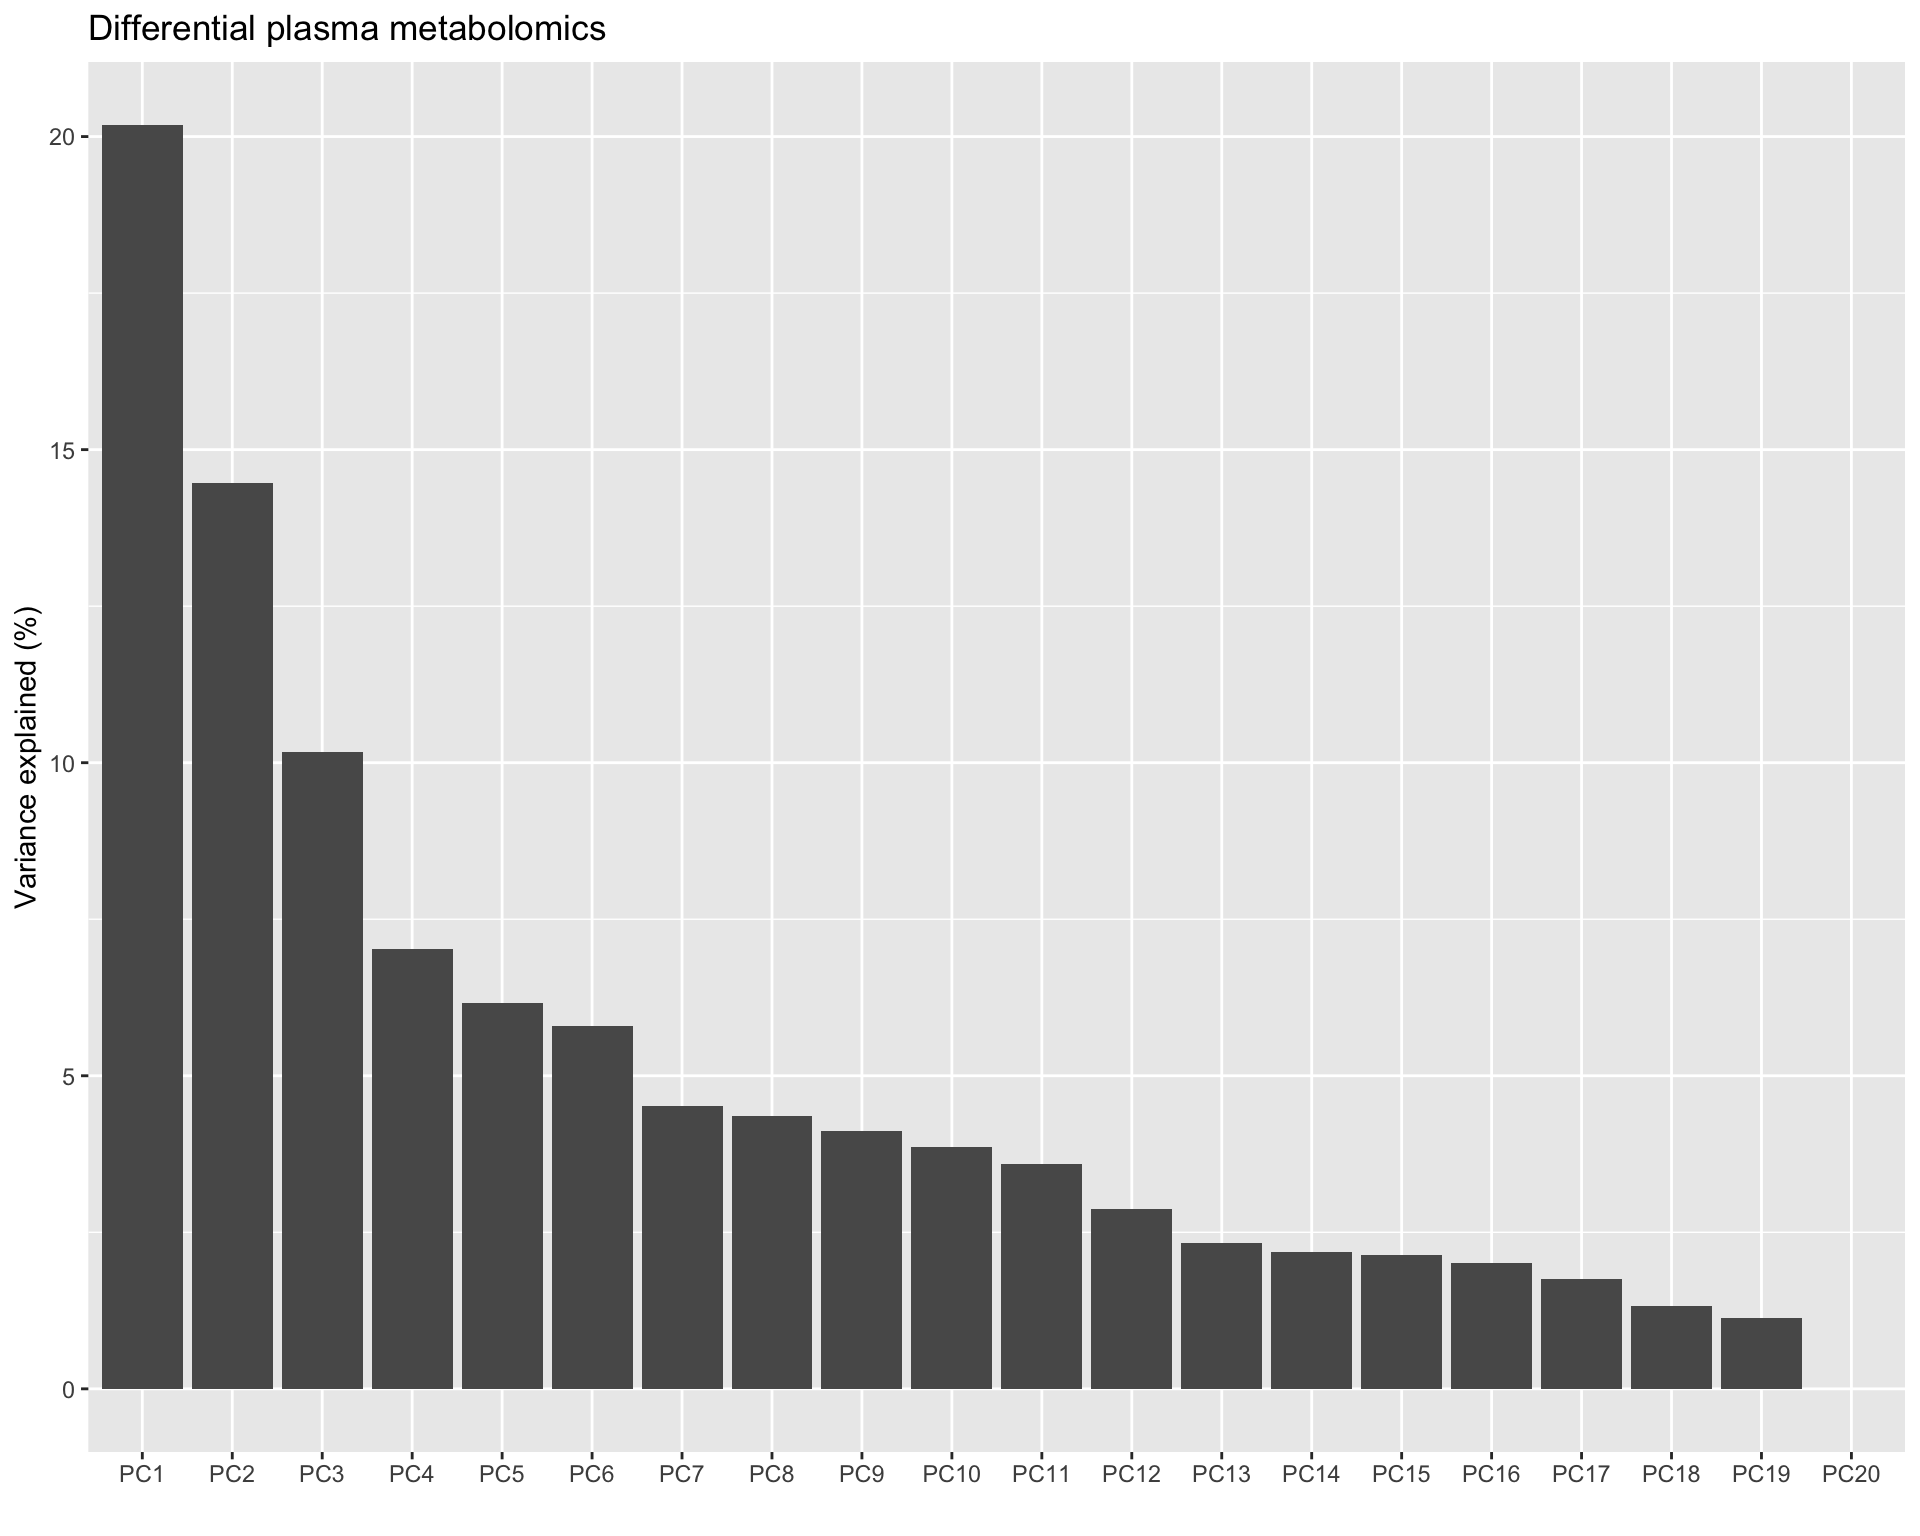 Differential plasma metabolomics
20
15
10
5
0
Variance explained (%)
PC1 PC2 PC3 PC4 PC5 PC6 PC7 PC8 PC9 PC10 PC11 PC12 PC13 PC14 PC15 PC16 PC17 PC18 PC19 PC20